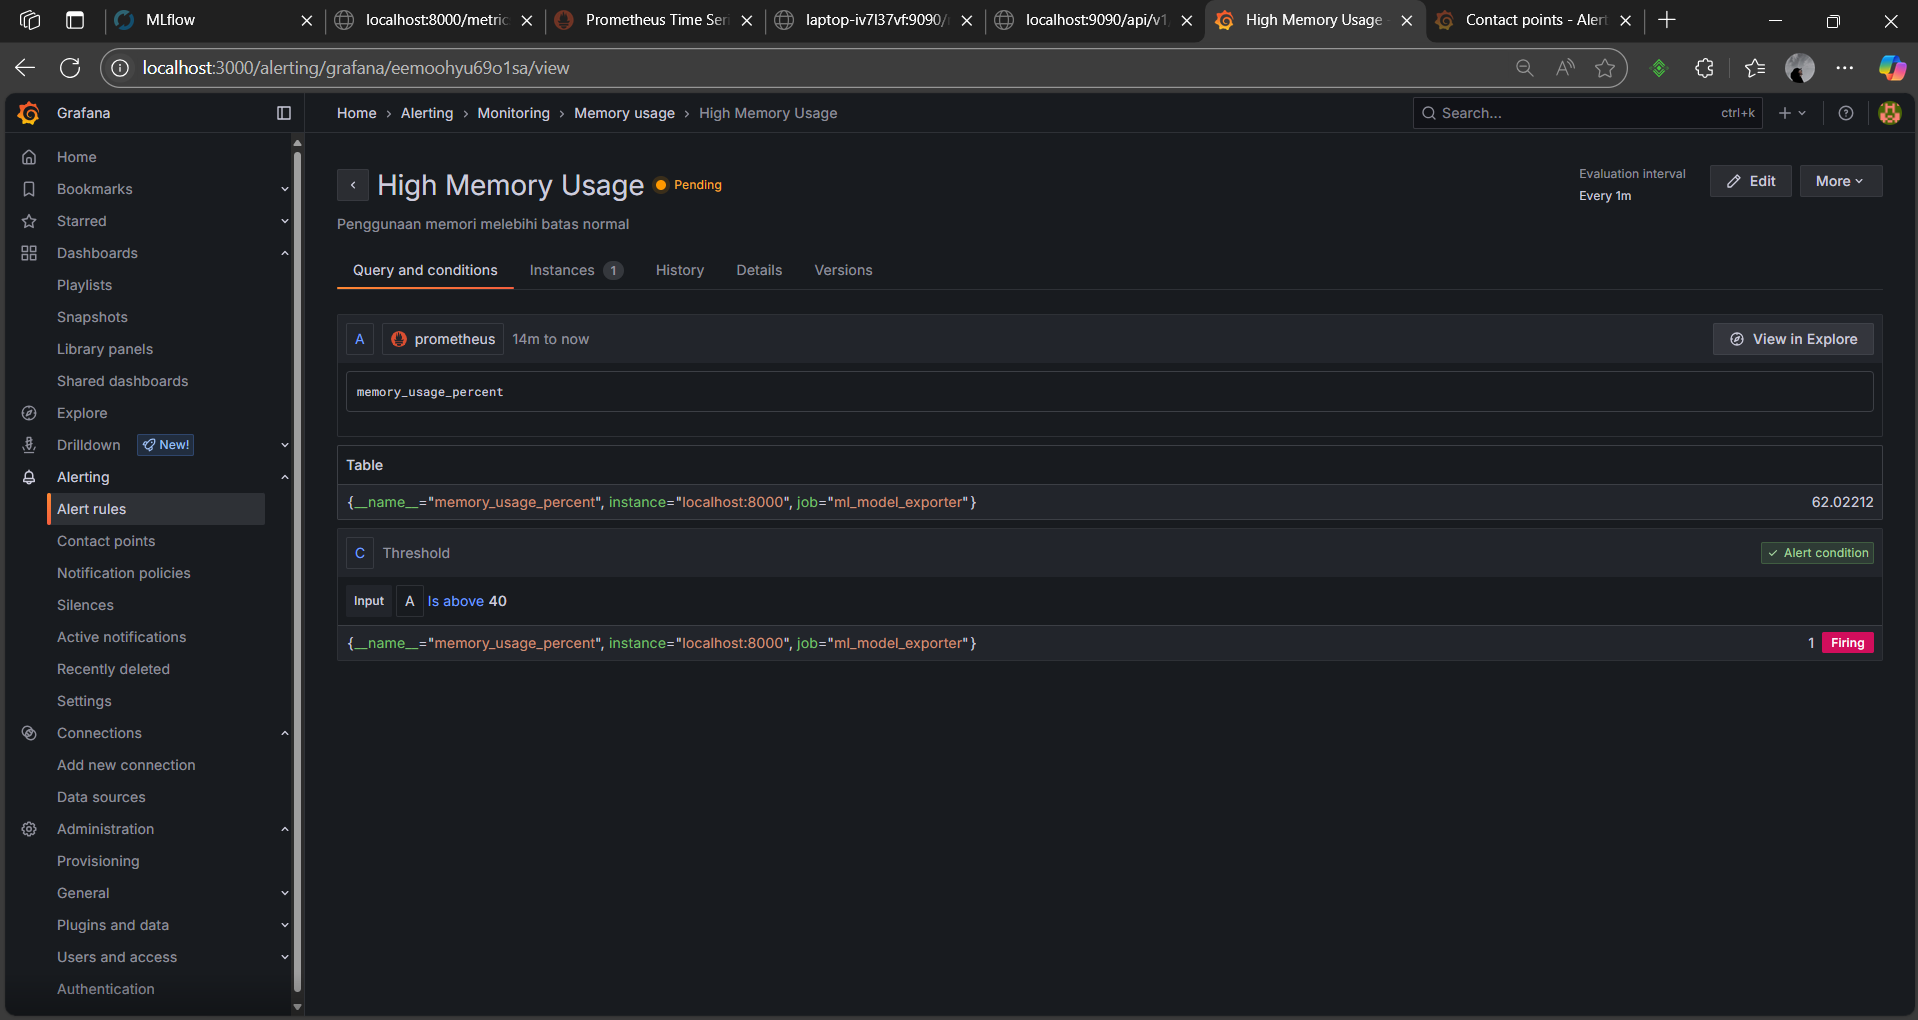 MLflow
localhost:8000/metric
Prometheus Time Seri
laptop-iv7l37vf:9090/
localhost:9090/api/v1
High Memory Usage
Contact points - Alert
localhost:3000/alerting/grafana/eemoohyu69o1sa/view
Grafana
Home › Alerting › Monitoring › Memory usage › High Memory Usage
Search...
ctrl+k
Home
Bookmarks
Starred
Dashboards
Playlists
Snapshots
Library panels
Shared dashboards
Explore
Drilldown
New!
Alerting
Alert rules
Contact points
Notification policies
Silences
Active notifications
Recently deleted
Settings
Connections
Add new connection
Data sources
Administration
Provisioning
General
Plugins and data
Users and access
Authentication
High Memory Usage
Pending
Evaluation interval
Every 1m
Edit
More
Penggunaan memori melebihi batas normal
Query and conditions
Instances 1
History
Details
Versions
A prometheus 14m to now
View in Explore
memory_usage_percent
Table
{__name__="memory_usage_percent", instance="localhost:8000", job="ml_model_exporter"} 62.02212
C Threshold
Alert condition
Input A Is above 40
{__name__="memory_usage_percent", instance="localhost:8000", job="ml_model_exporter"} 1 Firing